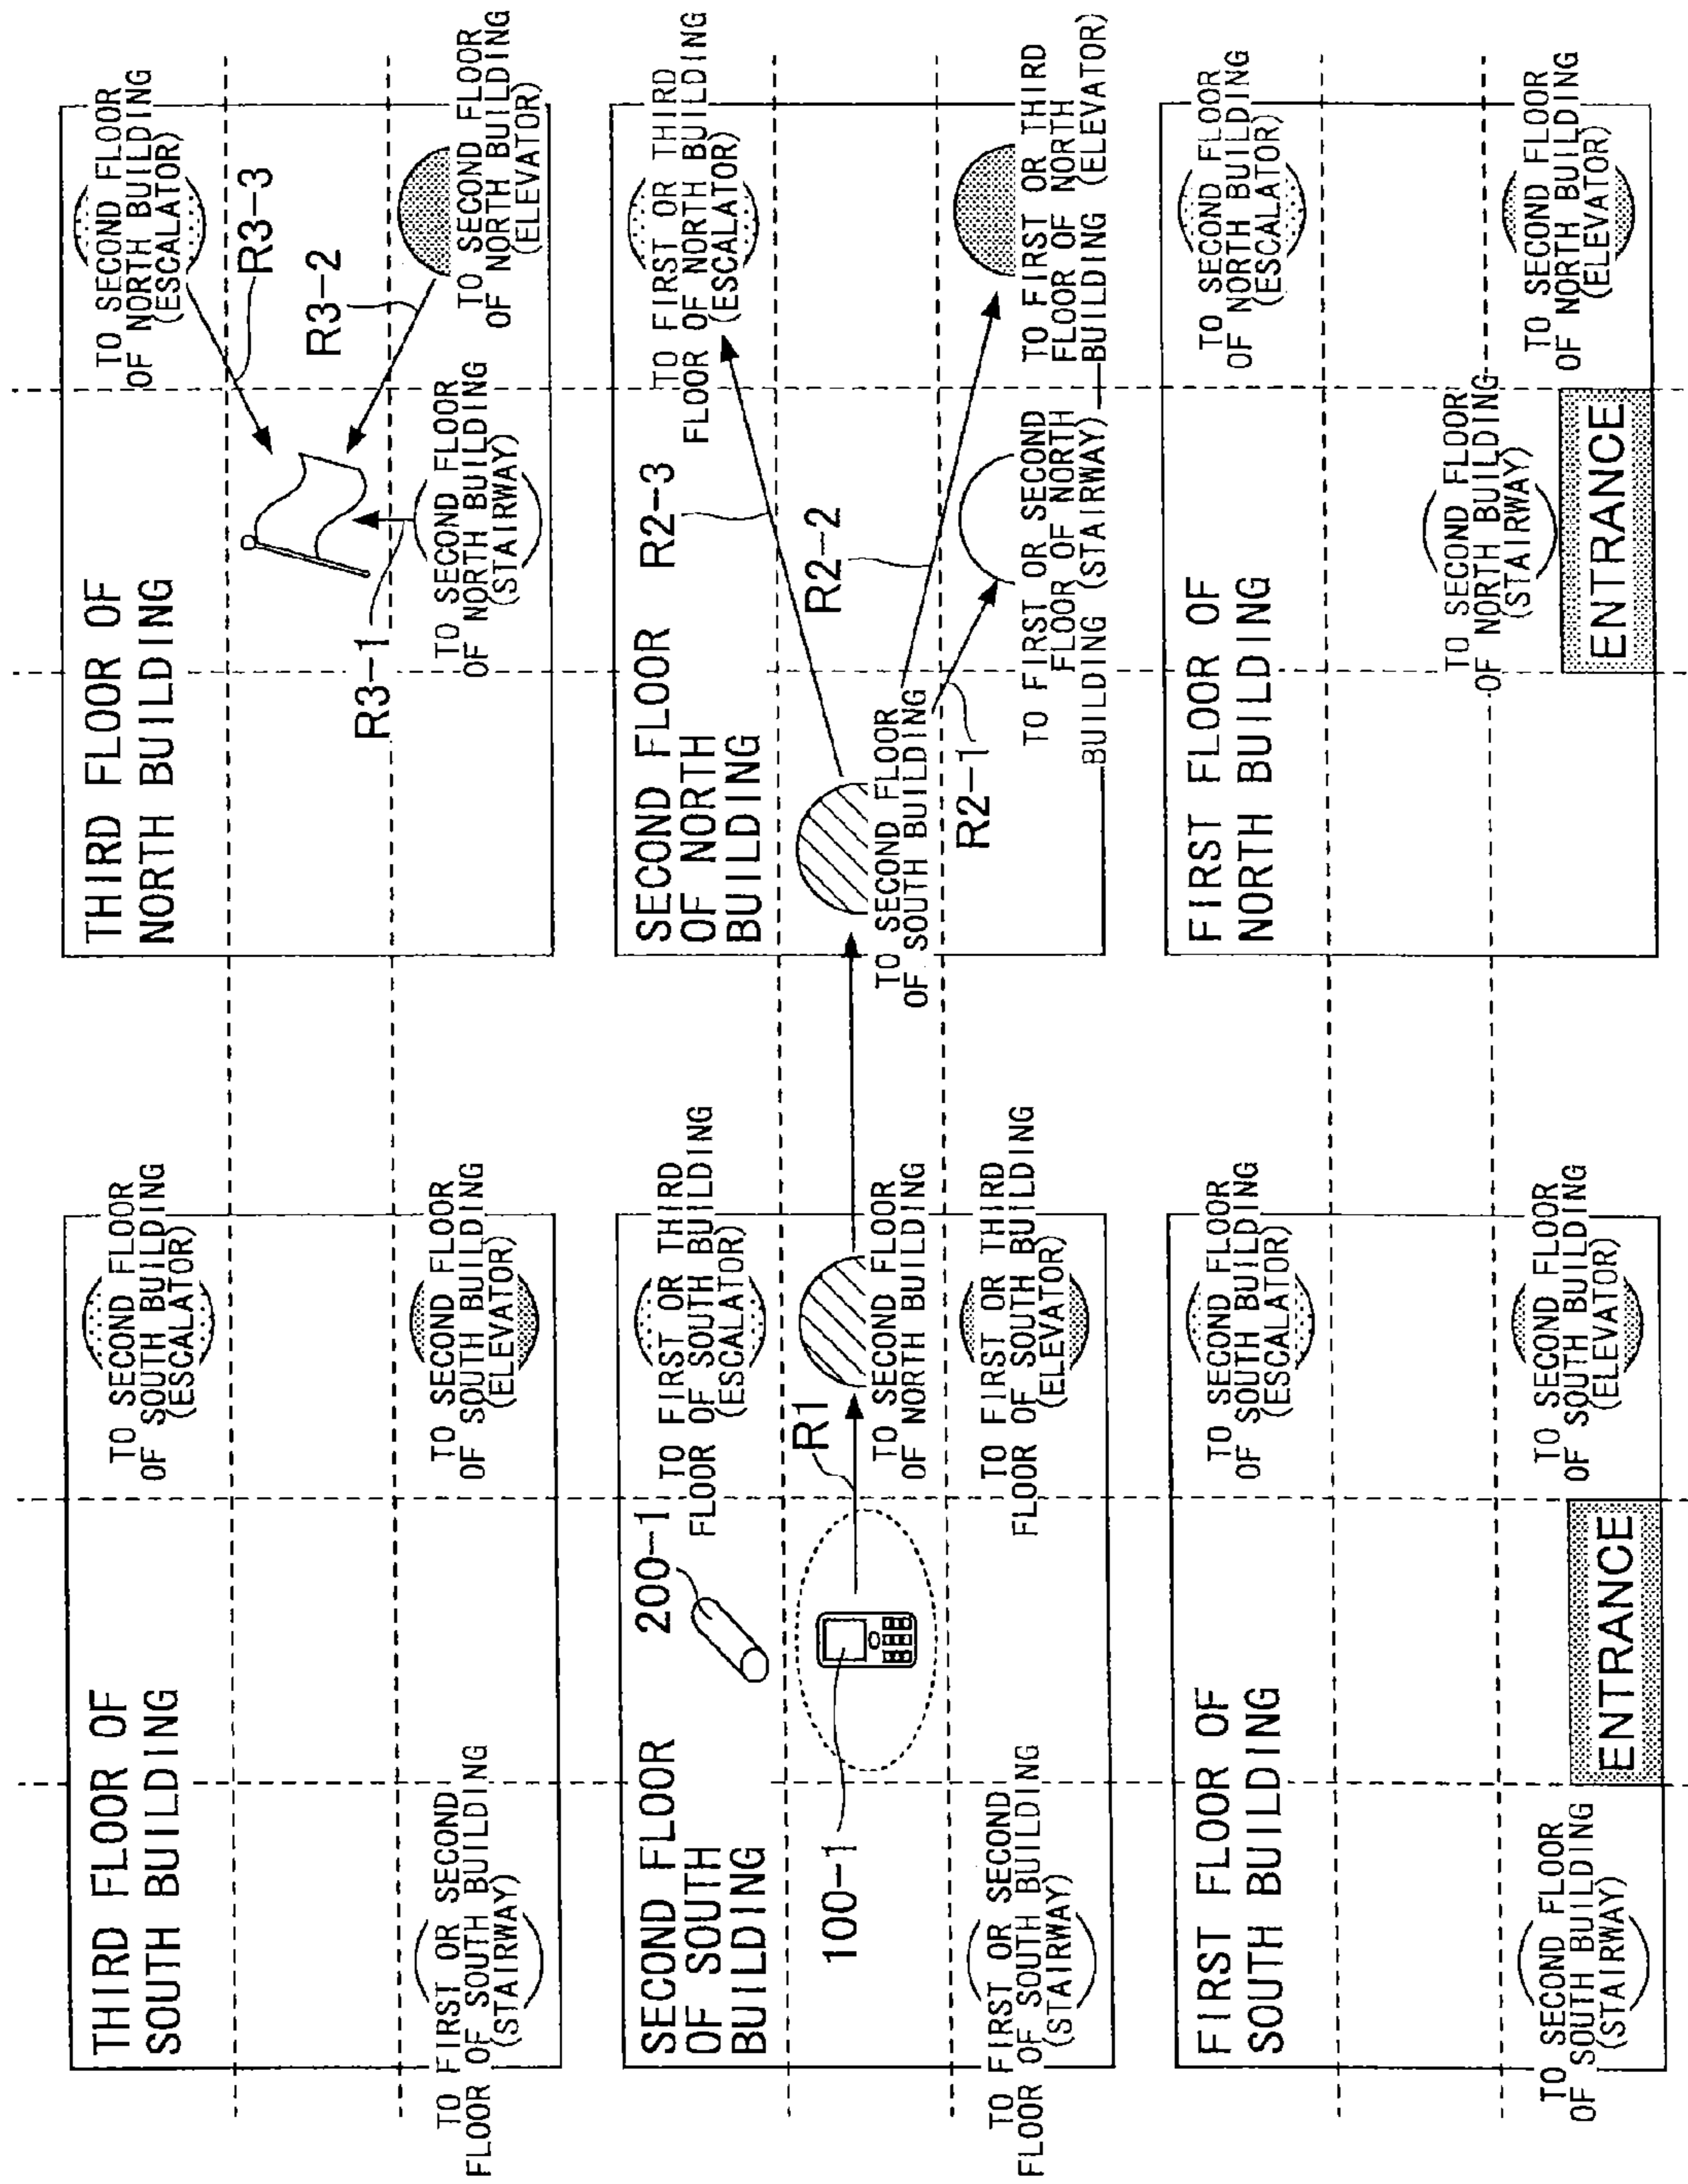 THIRD FLOOR OF
SOUTH BUILDING
TO SECOND FLOOR
OF SOUTH BUILDING
(ESCALATOR)
TO FIRST OR SECOND
FLOOR OF SOUTH BUILDING
(STAIRWAY)
TO SECOND FLOOR
OF SOUTH BUILDING
(ELEVATOR)
THIRD FLOOR OF
NORTH BUILDING
TO SECOND FLOOR
OF NORTH BUILDING
(ESCALATOR)
R3-3
R3-2
R3-1
TO SECOND FLOOR
OF NORTH BUILDING
(STAIRWAY)
TO SECOND FLOOR
OF NORTH BUILDING
(ELEVATOR)
SECOND FLOOR
OF SOUTH
BUILDING
200-1
TO FIRST OR THIRD
FLOOR OF SOUTH BUILDING
(ESCALATOR)
R1
100-1
TO SECOND FLOOR
OF NORTH BUILDING
TO FIRST OR SECOND
FLOOR OF SOUTH BUILDING
(STAIRWAY)
TO FIRST OR THIRD
FLOOR OF SOUTH BUILDING
(ELEVATOR)
SECOND FLOOR
OF NORTH
BUILDING
R2-3
TO FIRST OR THIRD
FLOOR OF NORTH BUILDING
(ESCALATOR)
R2-2
TO SECOND FLOOR
OF SOUTH BUILDING
R2-1
TO FIRST OR SECOND
FLOOR OF NORTH
BUILDING (STAIRWAY)
TO FIRST OR THIRD
FLOOR OF NORTH
BUILDING (ELEVATOR)
FIRST FLOOR OF
SOUTH BUILDING
TO SECOND FLOOR
OF SOUTH BUILDING
(ESCALATOR)
TO SECOND FLOOR
OF SOUTH BUILDING
(STAIRWAY)
ENTRANCE
TO SECOND FLOOR
OF SOUTH BUILDING
(ELEVATOR)
FIRST FLOOR OF
NORTH BUILDING
TO SECOND FLOOR
OF NORTH BUILDING
(ESCALATOR)
TO SECOND FLOOR
OF NORTH BUILDING
(STAIRWAY)
ENTRANCE
TO SECOND FLOOR
OF NORTH BUILDING
(ELEVATOR)